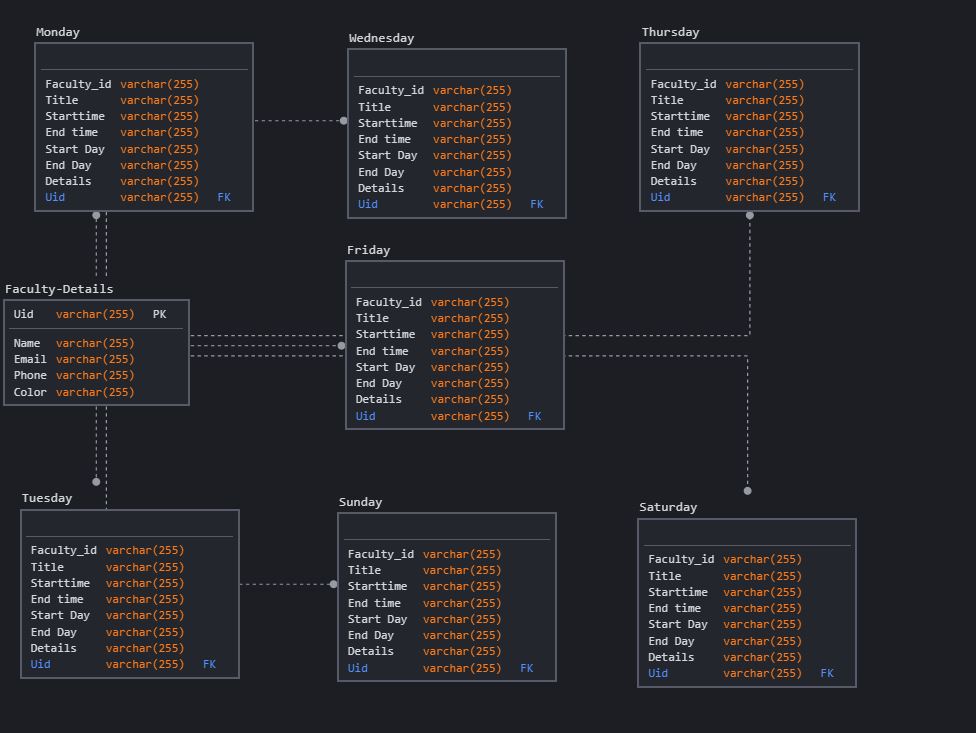 Monday
Faculty_id varchar(255)
Title varchar(255)
Starttime varchar(255)
End time varchar(255)
Start Day varchar(255)
End Day varchar(255)
Details varchar(255)
Uid varchar(255) FK
Wednesday
Faculty_id varchar(255)
Title varchar(255)
Starttime varchar(255)
End time varchar(255)
Start Day varchar(255)
End Day varchar(255)
Details varchar(255)
Uid varchar(255) FK
Thursday
Faculty_id varchar(255)
Title varchar(255)
Starttime varchar(255)
End time varchar(255)
Start Day varchar(255)
End Day varchar(255)
Details varchar(255)
Uid varchar(255) FK
Faculty-Details
Uid varchar(255) PK
Name varchar(255)
Email varchar(255)
Phone varchar(255)
Color varchar(255)
Friday
Faculty_id varchar(255)
Title varchar(255)
Starttime varchar(255)
End time varchar(255)
Start Day varchar(255)
End Day varchar(255)
Details varchar(255)
Uid varchar(255) FK
Tuesday
Faculty_id varchar(255)
Title varchar(255)
Starttime varchar(255)
End time varchar(255)
Start Day varchar(255)
End Day varchar(255)
Details varchar(255)
Uid varchar(255) FK
Sunday
Faculty_id varchar(255)
Title varchar(255)
Starttime varchar(255)
End time varchar(255)
Start Day varchar(255)
End Day varchar(255)
Details varchar(255)
Uid varchar(255) FK
Saturday
Faculty_id varchar(255)
Title varchar(255)
Starttime varchar(255)
End time varchar(255)
Start Day varchar(255)
End Day varchar(255)
Details varchar(255)
Uid varchar(255) FK